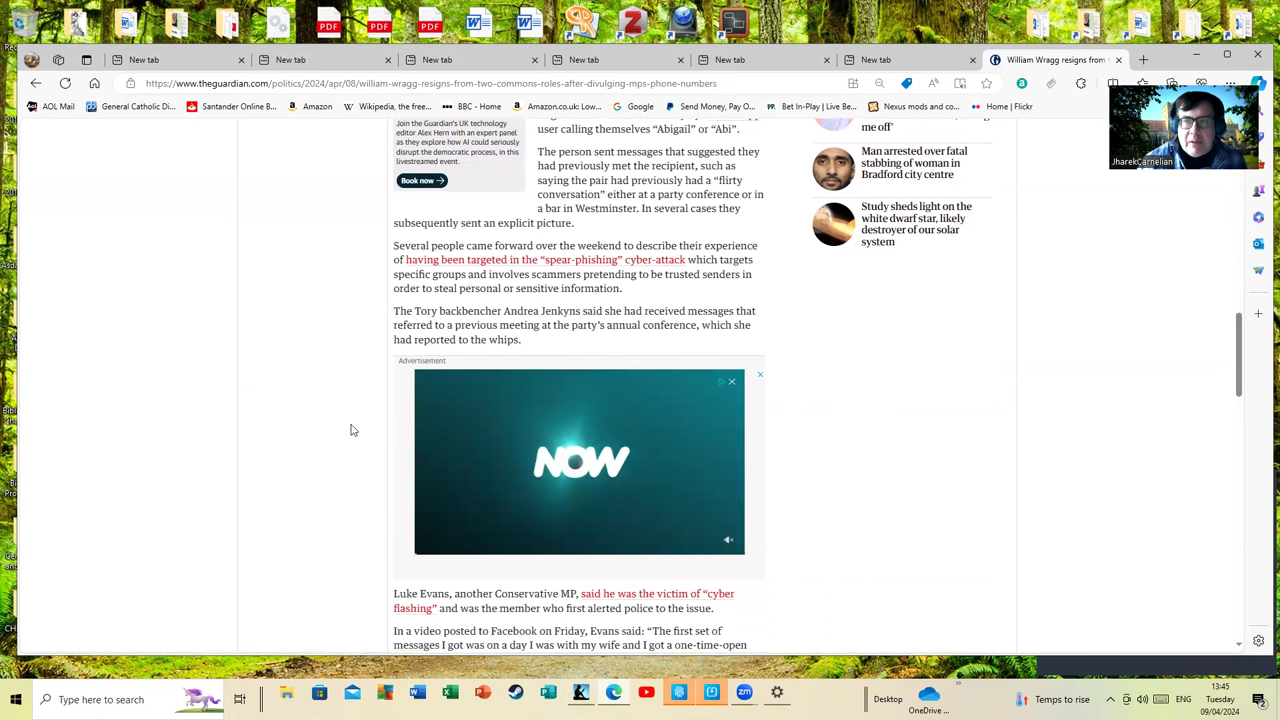 PDF
PDF
PDF
New tab
New tab
New tab
New tab
New tab
New tab
William Wragg resigns from
https://www.theguardian.com/politics/2024/apr/08/william-wragg-resigns-from-two-commons-roles-after-divulging-mps-phone-numbers
AOL Mail
General Catholic Di...
Santander Online B...
Amazon
Wikipedia, the free...
BBC - Home
Amazon.co.uk: Low...
Google
Send Money, Pay O...
Bet In-Play | Live Be...
Nexus mods and co...
Home | Flickr
JharekCarnelian
Join the Guardian's UK technology
editor Alex Hern with an expert panel
as they explore how AI could seriously
disrupt the democratic process, in this
livestreamed event.
Book now
user calling themselves “Abigail” or “Abi”.
The person sent messages that suggested they
had previously met the recipient, such as
saying the pair had previously had a “flirty
conversation” either at a party conference or in
a bar in Westminster. In several cases they
subsequently sent an explicit picture.
Several people came forward over the weekend to describe their experience
of having been targeted in the “spear-phishing” cyber-attack which targets
specific groups and involves scammers pretending to be trusted senders in
order to steal personal or sensitive information.
The Tory backbencher Andrea Jenkyns said she had received messages that
referred to a previous meeting at the party’s annual conference, which she
had reported to the whips.
Advertisement
NOW
Luke Evans, another Conservative MP, said he was the victim of “cyber
flashing” and was the member who first alerted police to the issue.
In a video posted to Facebook on Friday, Evans said: “The first set of
messages I got was on a day I was with my wife and I got a one-time-open
me off’
Man arrested over fatal
stabbing of woman in
Bradford city centre
Study sheds light on the
white dwarf star, likely
destroyer of our solar
system
Type here to search
Desktop
OneDrive ...
Temps to rise
ENG
13:45
09/04/2024